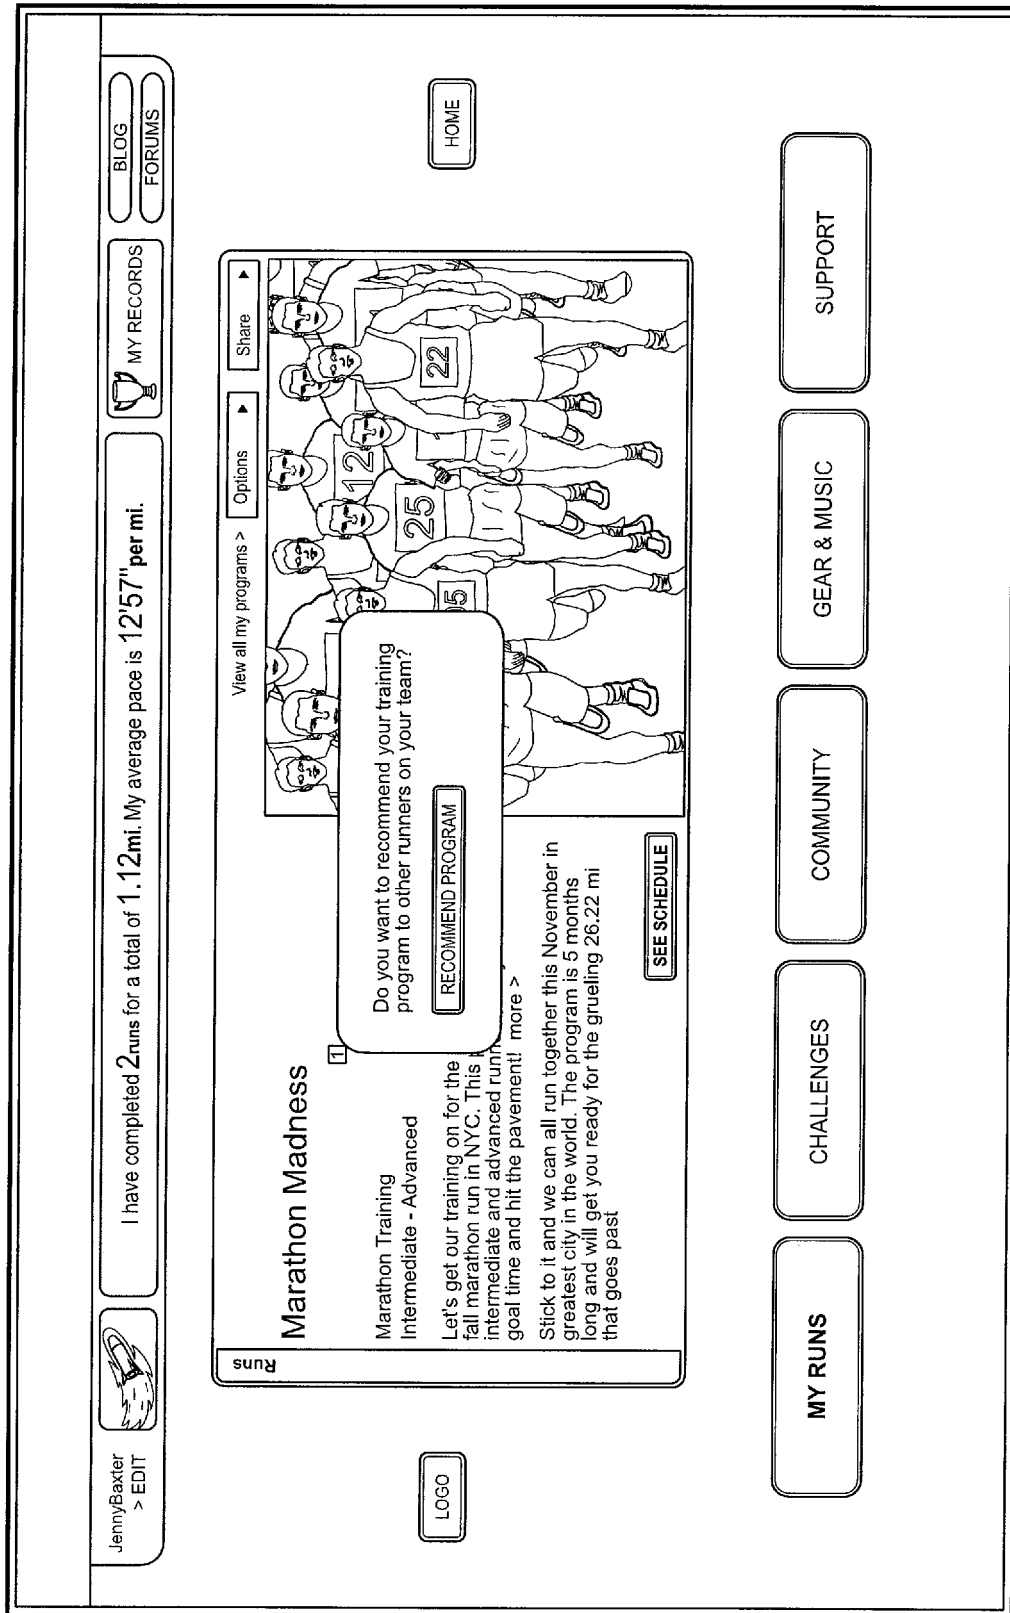 JennyBaxter
> EDIT
I have completed 2runs for a total of 1.12mi. My average pace is 12'57" per mi.
MY RECORDS
BLOG
FORUMS
View all my programs >
Options
Share
Runs
Marathon Madness
1
Marathon Training
Intermediate - Advanced
Let's get our training on for the
fall marathon run in NYC. This
intermediate and advanced
goal time and hit the pavement! more >
Stick to it and we can all run together this November in
greatest city in the world. The program is 5 months
long and will get you ready for the grueling 26.22 mi
that goes past
SEE SCHEDULE
Do you want to recommend your training
program to other runners on your team?
RECOMMEND PROGRAM
12
25
22
LOGO
HOME
MY RUNS
CHALLENGES
COMMUNITY
GEAR & MUSIC
SUPPORT